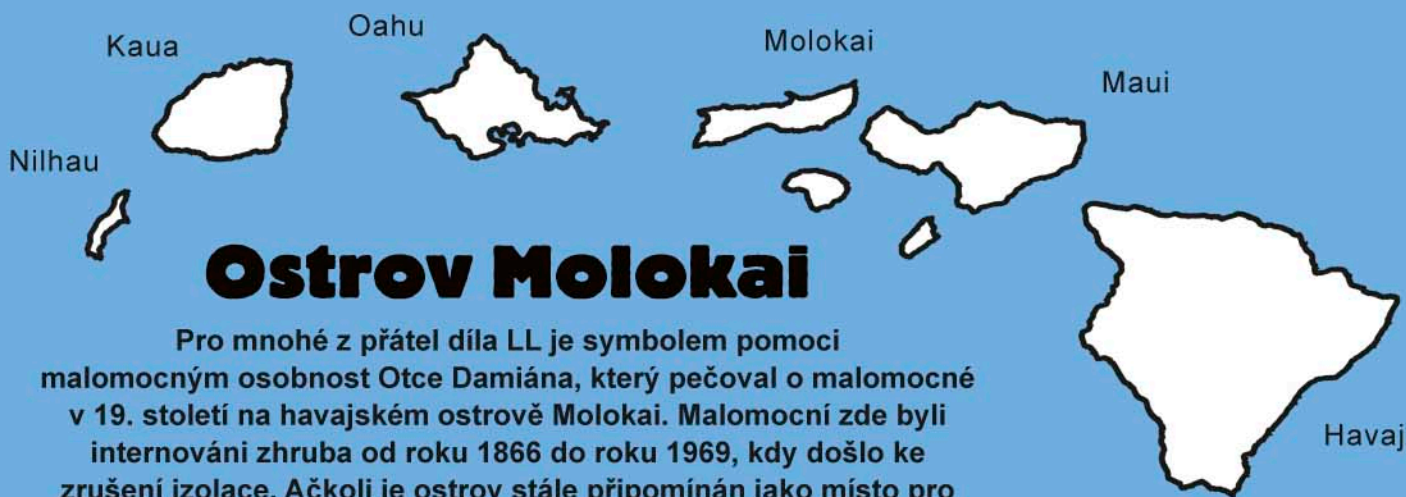 Kaua
Oahu
Molokai
Maui
Nilhau
Ostrov Molokai
Pro mnohé z přátel díla LL je symbolem pomoci
malomocným osobnost Otce Damiána, který pečoval o malomocné
v 19. století na havajském ostrově Molokai. Malomocní zde byli
internováni zhruba od roku 1866 do roku 1969, kdy došlo ke
zrušení izolace. Ačkoli je ostrov stále připomínán jako místo pro
Havaj